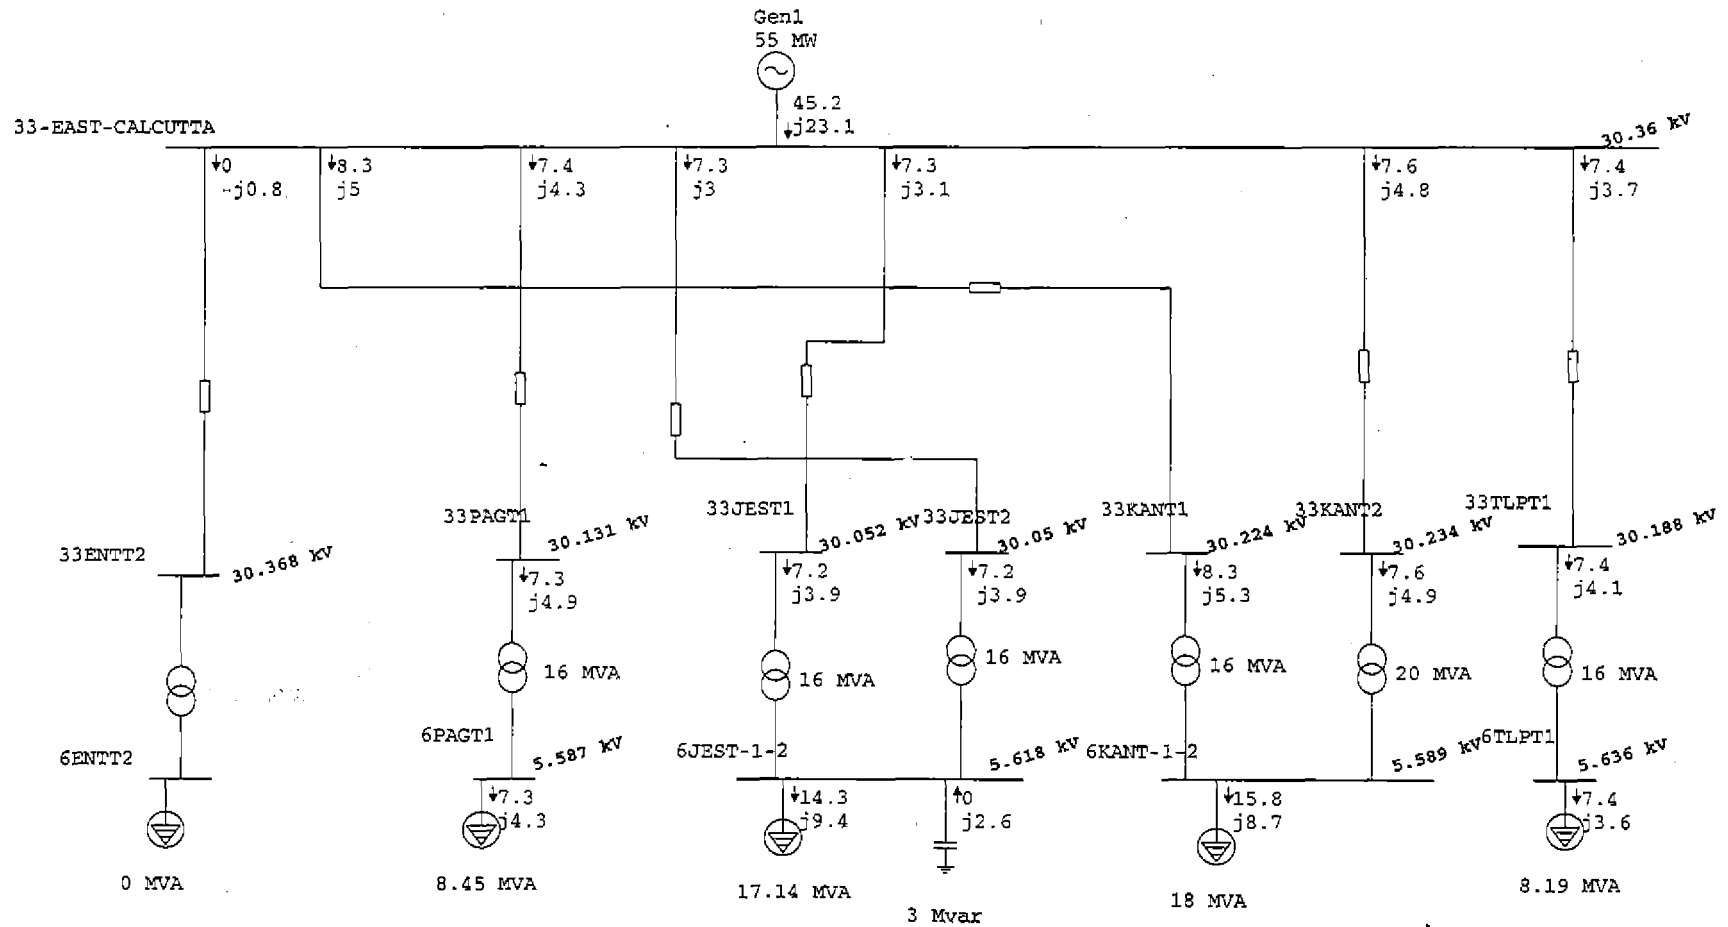 Gen1
55 MW
45.2
j23.1
33-EAST-CALCUTTA
30.36 kV
0
-j0.8
8.3
j5
7.4
j4.3
7.3
j3
7.3
j3.1
7.6
j4.8
7.4
j3.7
33ENTT2
30.368 kV
33PAGT1
30.131 kV
7.3
j4.9
33JEST1
30.052 kV
7.2
j3.9
33JEST2
30.05 kV
7.2
j3.9
33KANT1
30.224 kV
8.3
j5.3
33KANT2
30.234 kV
7.6
j4.9
33TLPT1
30.188 kV
7.4
j4.1
16 MVA
16 MVA
16 MVA
16 MVA
20 MVA
16 MVA
6ENTT2
6PAGT1
5.587 kV
6JEST-1-2
5.618 kV
6KANT-1-2
5.589 kV
6TLPT1
5.636 kV
7.3
j4.3
14.3
j9.4
0
j2.6
15.8
j8.7
7.4
j3.6
0 MVA
8.45 MVA
17.14 MVA
3 Mvar
18 MVA
8.19 MVA